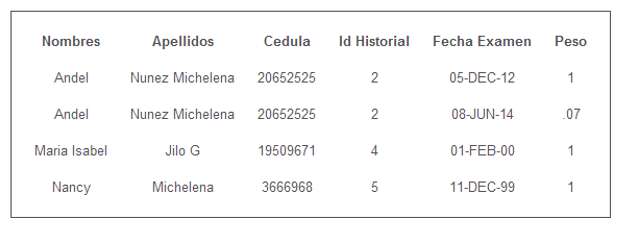 Nombres Apellidos Cedula Id Historial Fecha Examen Peso
Andel Nunez Michelena 20652525 2 05-DEC-12 1
Andel Nunez Michelena 20652525 2 08-JUN-14 .07
Maria Isabel Jilo G 19509671 4 01-FEB-00 1
Nancy Michelena 3666968 5 11-DEC-99 1